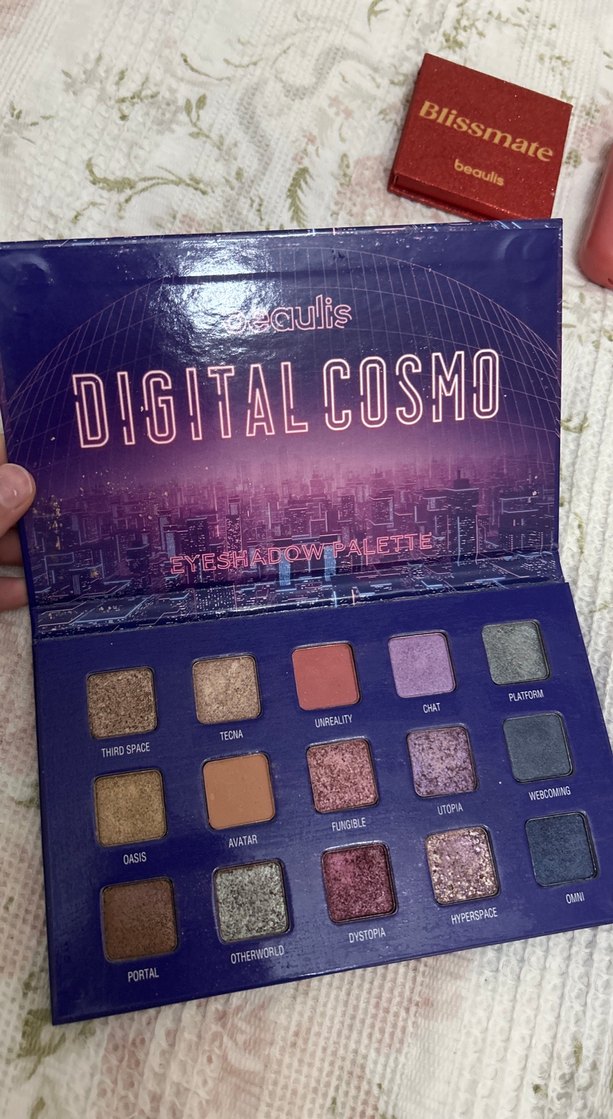 Blissmate
beaulis
beaulis
DIGITAL COSMO
EYESHADOW PALETTE
THIRD SPACE
TECNA
UNREALITY
CHAT
PLATFORM
OASIS
AVATAR
FUNGIBLE
UTOPIA
WEBCOMING
PORTAL
OTHERWORLD
DYSTOPIA
HYPERSPACE
OMNI